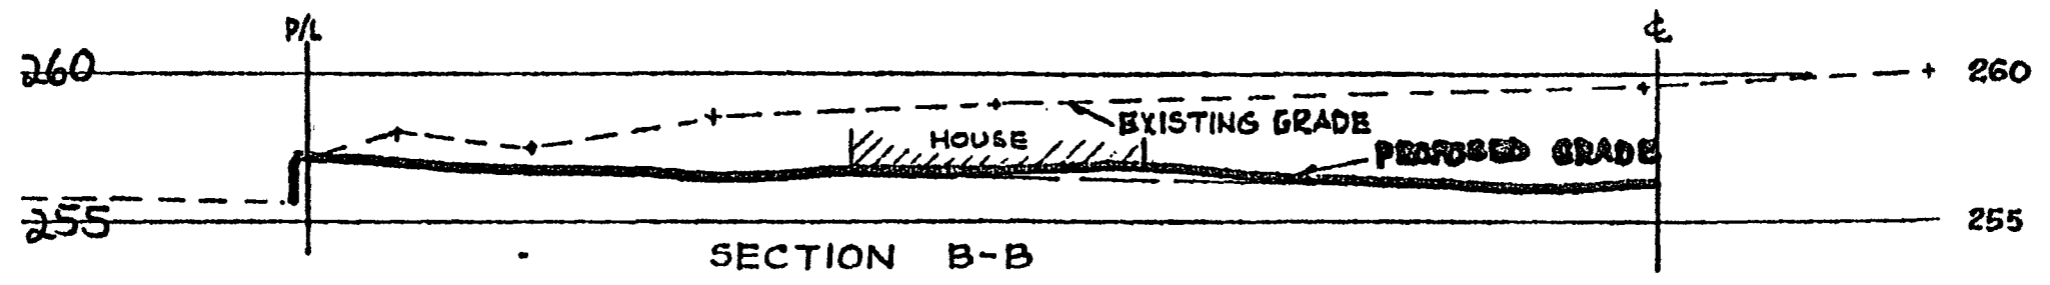 P/L ℄
260 260
EXISTING GRADE
HOUSE
PROPOSED GRADE
255 255
SECTION B-B